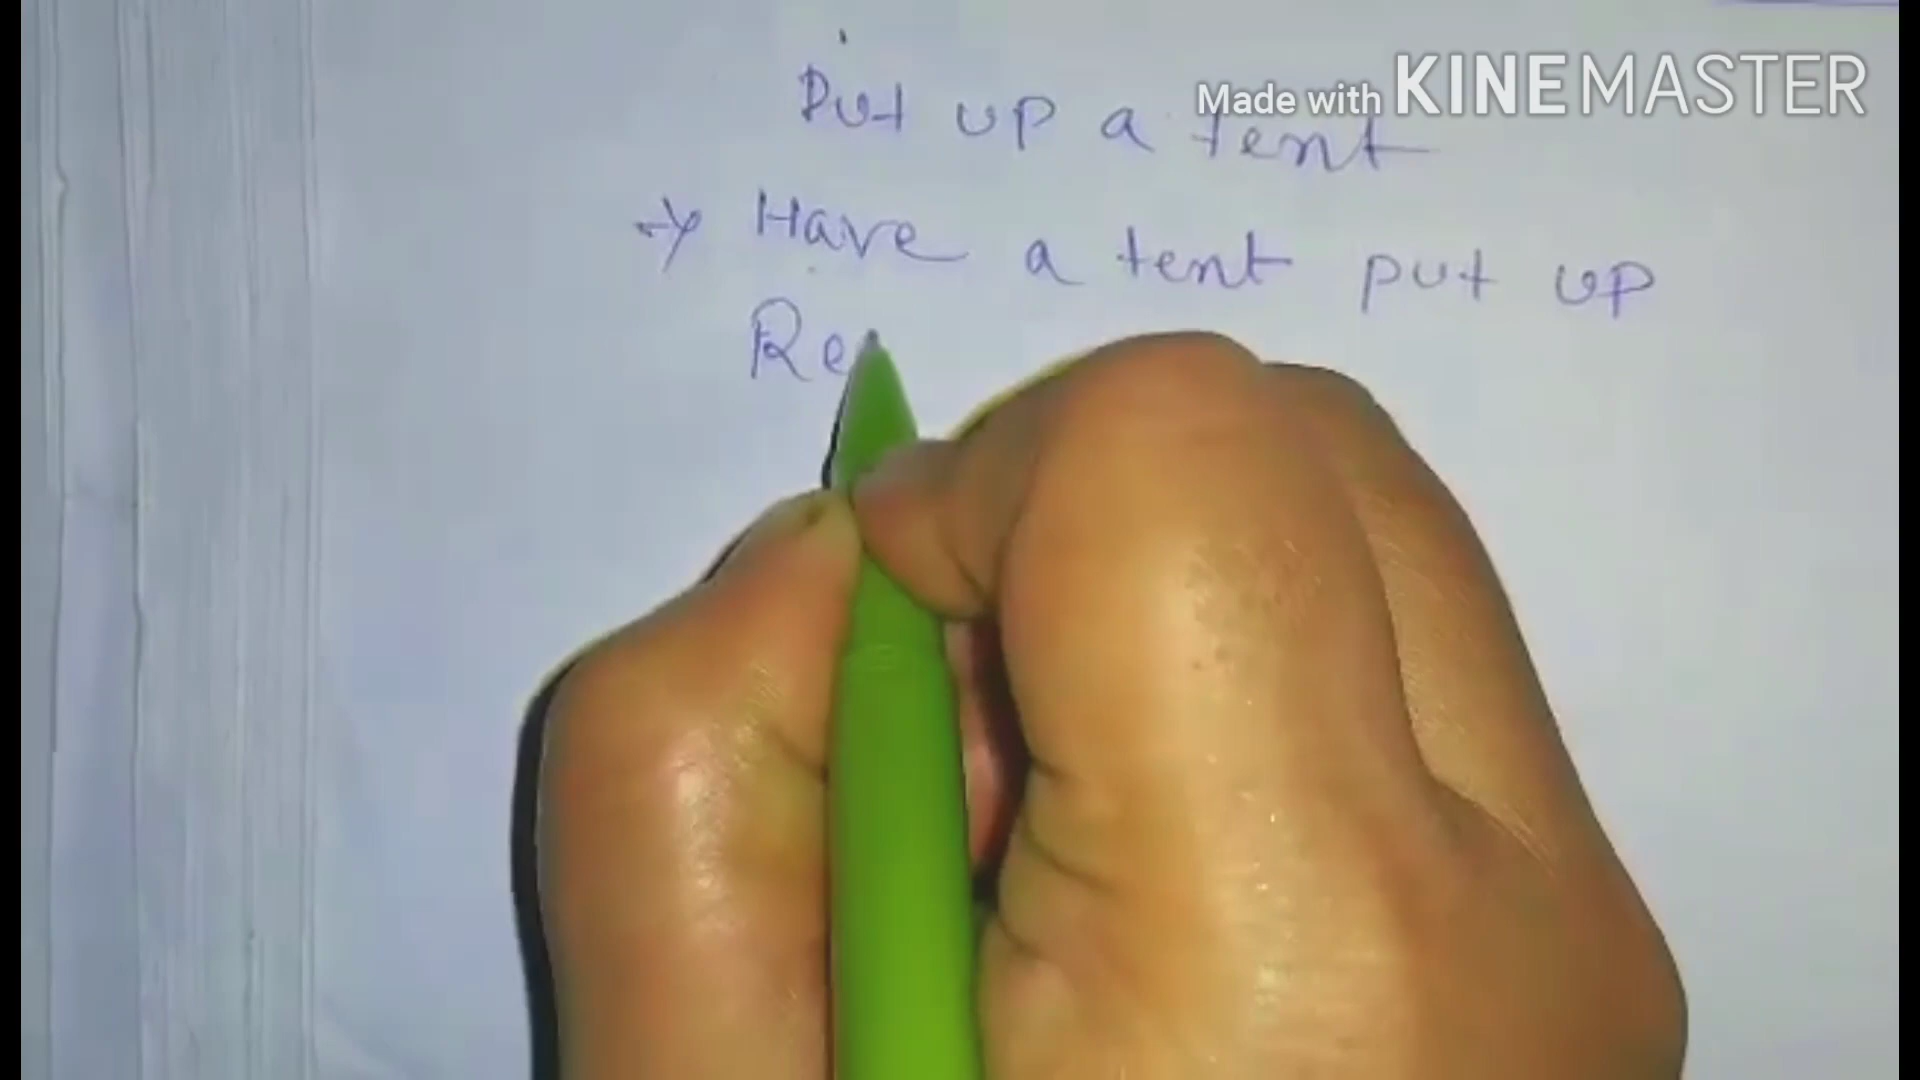 Made with KINEMASTER
Put up a tent
→ Have a tent put up
Re